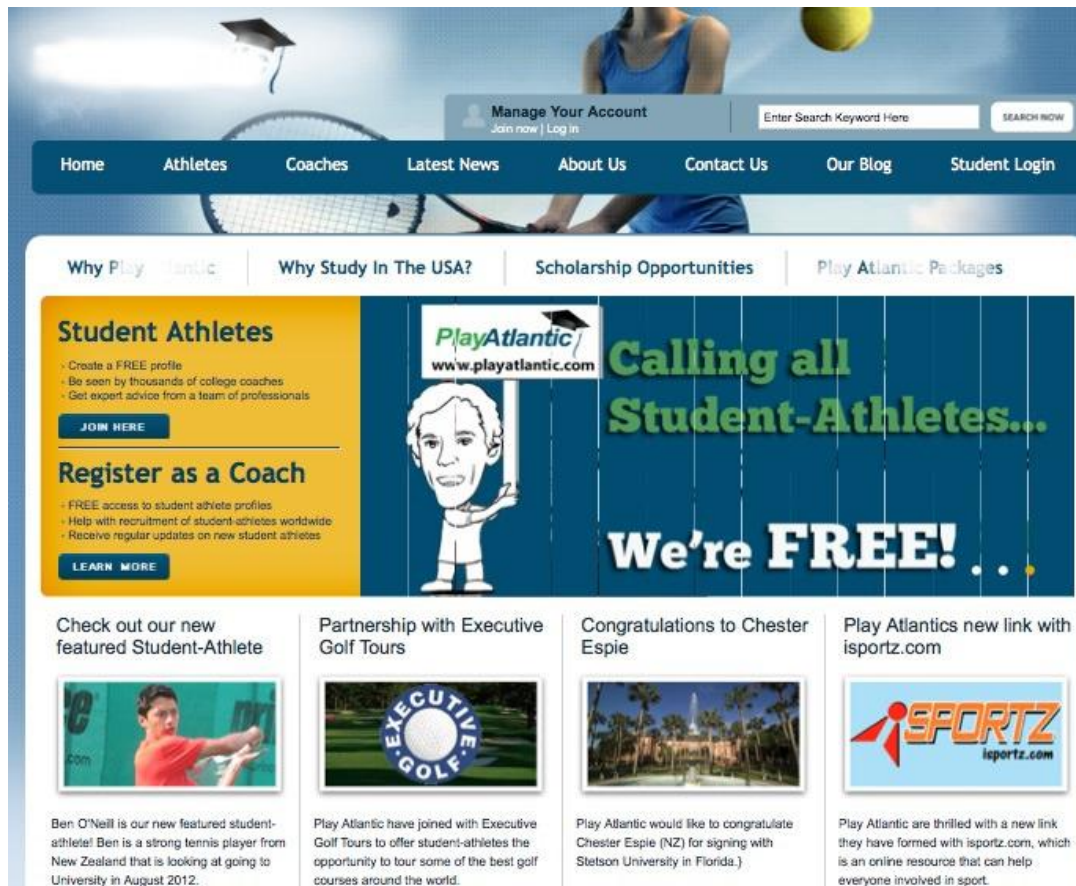 Manage Your Account
Join now | Log in
Enter Search Keyword Here
SEARCH NOW
Home Athletes Coaches Latest News About Us Contact Us Our Blog Student Login
Why Play Atlantic Why Study In The USA? Scholarship Opportunities Play Atlantic Packages
Student Athletes
- Create a FREE profile
- Be seen by thousands of college coaches
- Get expert advice from a team of professionals
JOIN HERE
Register as a Coach
- FREE access to student athlete profiles
- Help with recruitment of student-athletes worldwide
- Receive regular updates on new student athletes
LEARN MORE
PlayAtlantic
www.playatlantic.com
Calling all
Student-Athletes...
We're FREE! . . .
Check out our new
featured Student-Athlete
.com
Ben O'Neill is our new featured student-
athlete! Ben is a strong tennis player from
New Zealand that is looking at going to
University in August 2012.
Partnership with Executive
Golf Tours
EXECUTIVE
GOLF
Play Atlantic have joined with Executive
Golf Tours to offer student-athletes the
opportunity to tour some of the best golf
courses around the world.
Congratulations to Chester
Espie
Play Atlantic would like to congratulate
Chester Espie (NZ) for signing with
Stetson University in Florida.}
Play Atlantics new link with
isportz.com
iSPORTZ
isportz.com
Play Atlantic are thrilled with a new link
they have formed with isportz.com, which
is an online resource that can help
everyone involved in sport.